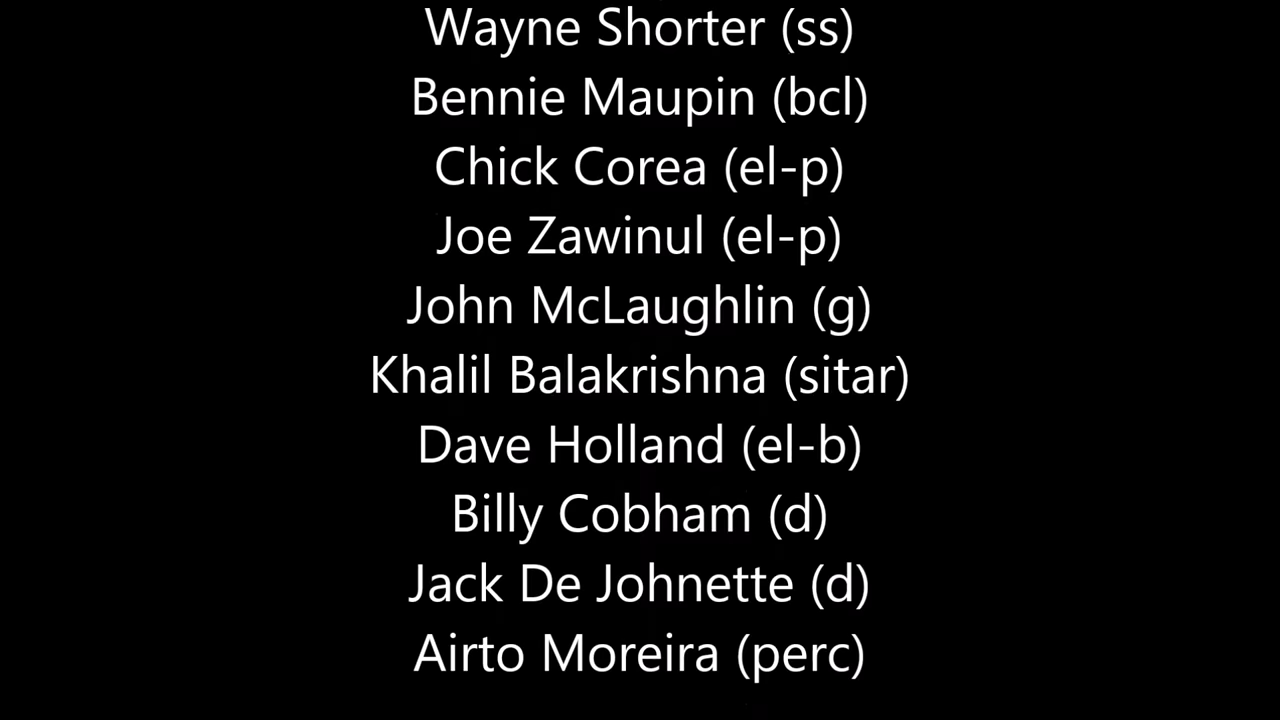 Wayne Shorter (ss)
Bennie Maupin (bcl)
Chick Corea (el-p)
Joe Zawinul (el-p)
John McLaughlin (g)
Khalil Balakrishna (sitar)
Dave Holland (el-b)
Billy Cobham (d)
Jack De Johnette (d)
Airto Moreira (perc)